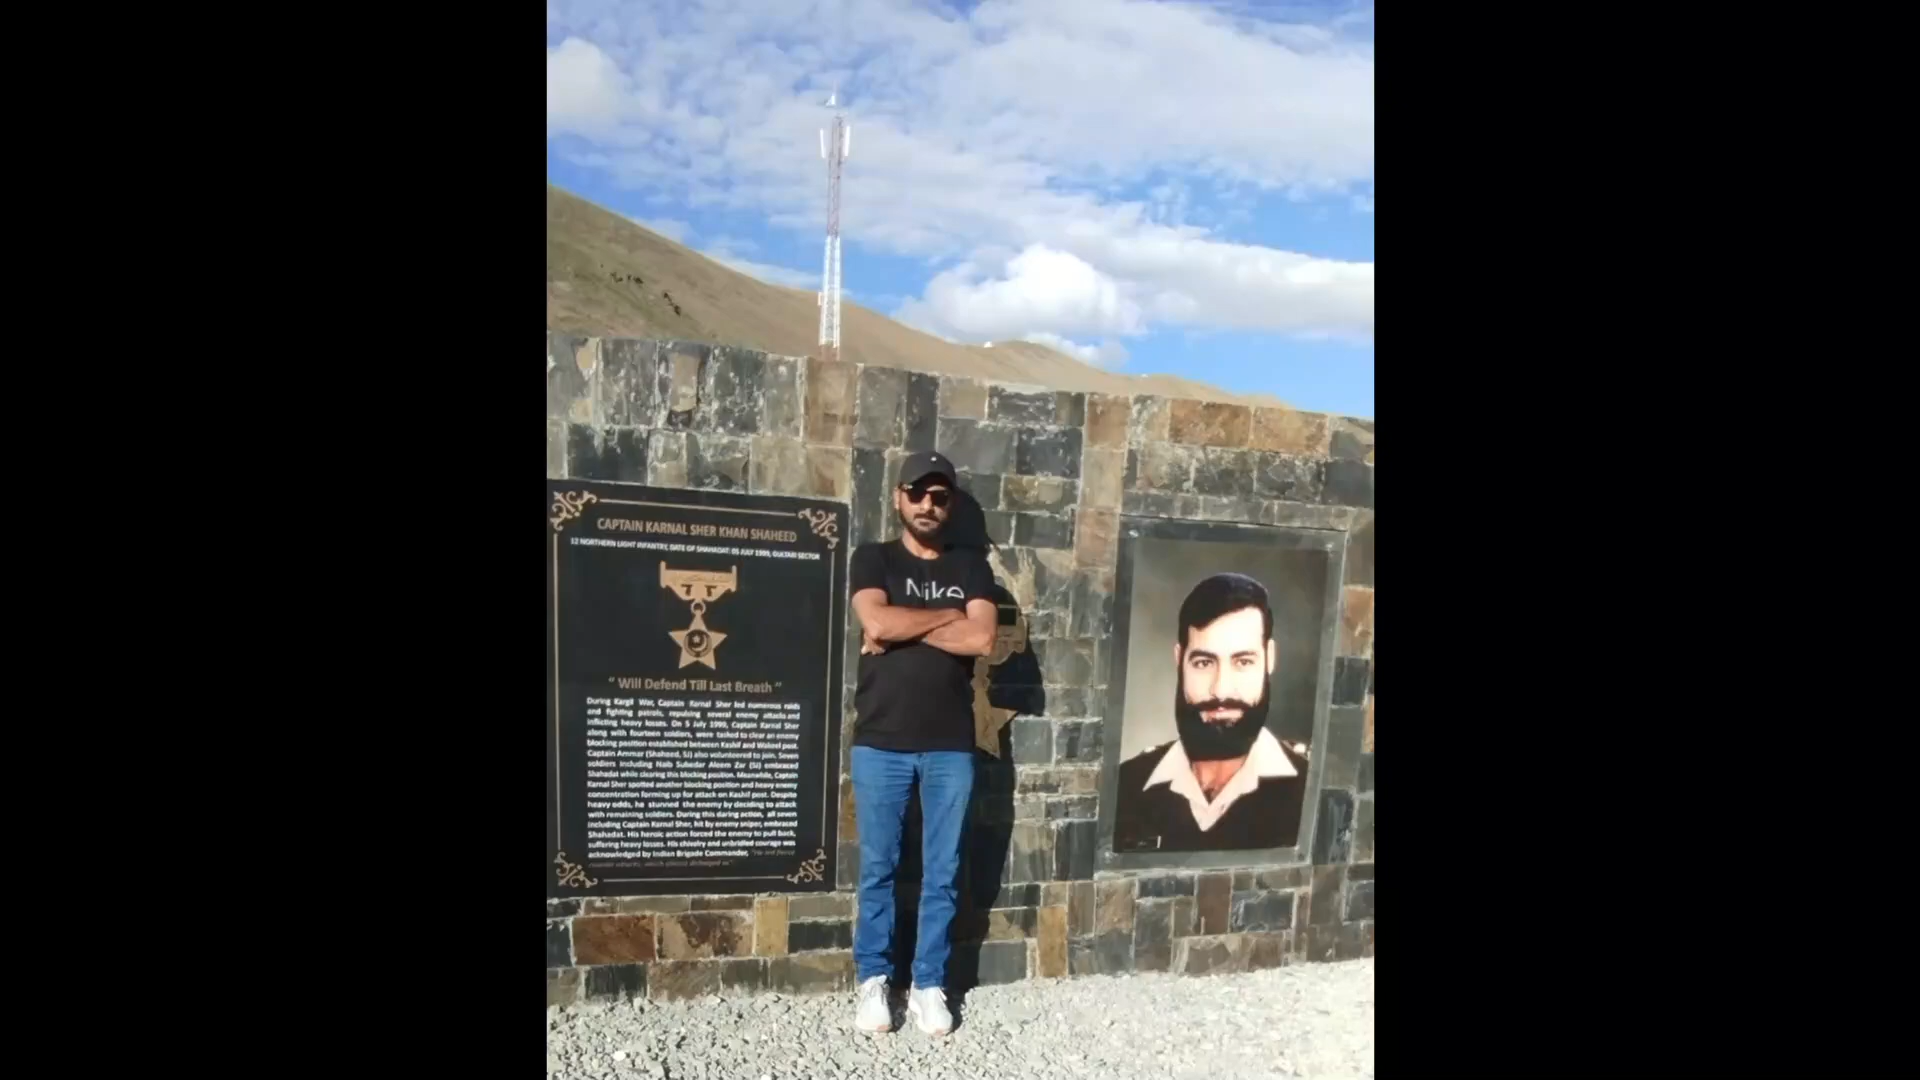 CAPTAIN KARNAL SHER KHAN SHAHEED
12 NORTHERN LIGHT INFANTRY, DATE OF SHAHADAT: 05 JULY 1999, GULTARI SECTOR
" Will Defend Till Last Breath "
During Kargil War, Captain Karnal Sher led numerous raids
and fighting patrols, repulsing several enemy attacks and
inflicting heavy losses. On 5 July 1999, Captain Karnal Sher
along with fourteen soldiers, were tasked to clear an enemy
blocking position established between Kashif and Wakeel post.
Captain Ammar (Shaheed, SJ) also volunteered to join. Seven
soldiers including Naib Subedar Aleem Zar (SJ) embraced
Shahadat while clearing this blocking position. Meanwhile, Captain
Karnal Sher spotted another blocking position and heavy enemy
concentration forming up for attack on Kashif post. Despite
heavy odds, he stunned the enemy by deciding to attack
with remaining soldiers. During this daring action, all seven
including Captain Karnal Sher, hit by enemy sniper, embraced
Shahadat. His heroic action forced the enemy to pull back,
suffering heavy losses. His chivalry and unbridled courage was
acknowledged by Indian Brigade Commander,
Nike